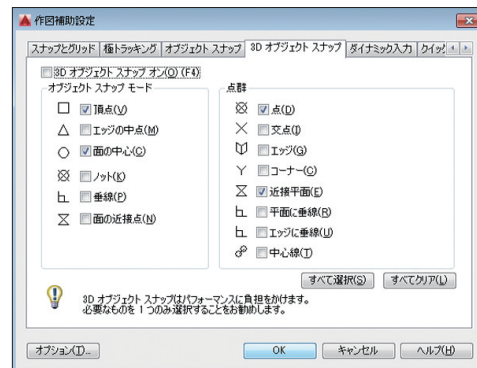 作図補助設定
スナップとグリッド 極トラッキング オブジェクト スナップ 3D オブジェクト スナップ ダイナミック入力 クイック
3D オブジェクト スナップ オン(O) (F4)
オブジェクト スナップ モード
頂点(V)
エッジの中点(M)
面の中心(C)
ノット(K)
垂線(P)
面の近接点(N)
点群
点(D)
交点(I)
エッジ(G)
コーナー(C)
近接平面(E)
平面に垂線(R)
エッジに垂線(U)
中心線(T)
すべて選択(S) すべてクリア(L)
3D オブジェクト スナップはパフォーマンスに負担をかけます。
必要なものを 1 つのみ選択することをお勧めします。
オプション(T)... OK キャンセル ヘルプ(H)